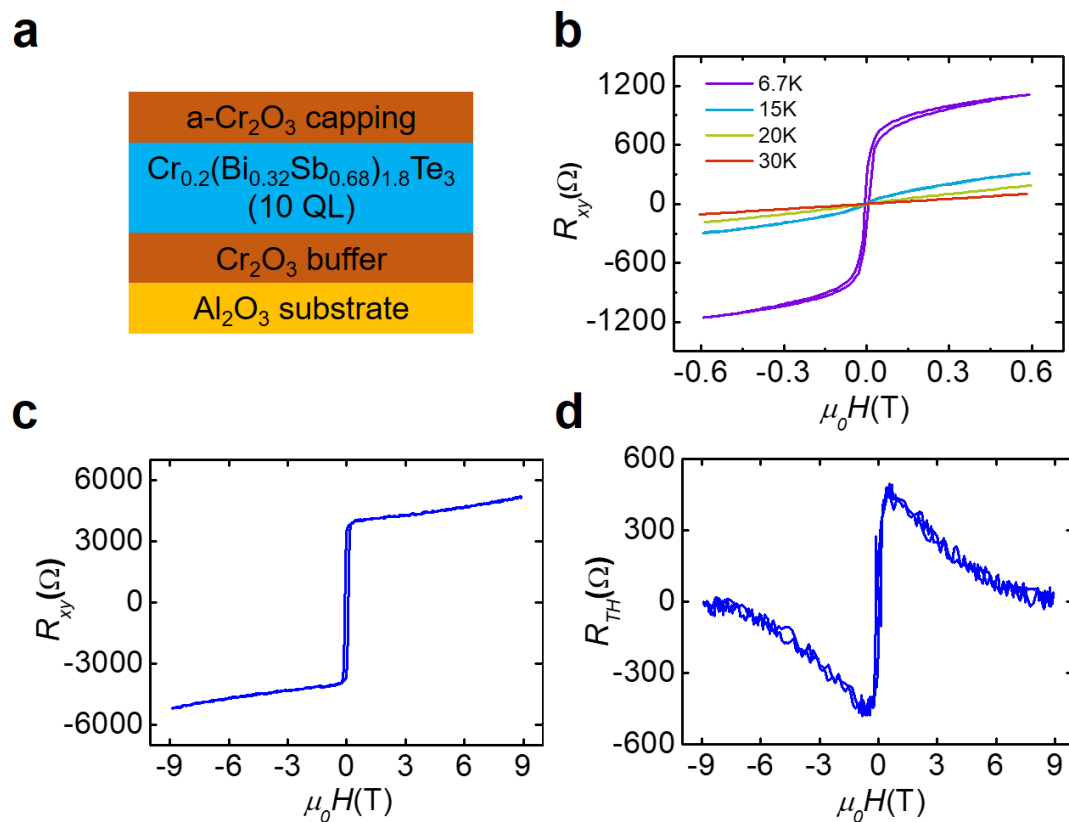 a
a-Cr₂O₃ capping
Cr₀.₂(Bi₀.₃₂Sb₀.₆₈)₁.₈Te₃
(10 QL)
Cr₂O₃ buffer
Al₂O₃ substrate
b
6.7K
15K
20K
30K
1200
600
0
-600
-1200
Rxy(Ω)
-0.6 -0.3 0.0 0.3 0.6
μ₀H(T)
c
6000
3000
0
-3000
-6000
Rxy(Ω)
-9 -6 -3 0 3 6 9
μ₀H(T)
d
600
300
0
-300
-600
RTH(Ω)
-9 -6 -3 0 3 6 9
μ₀H(T)